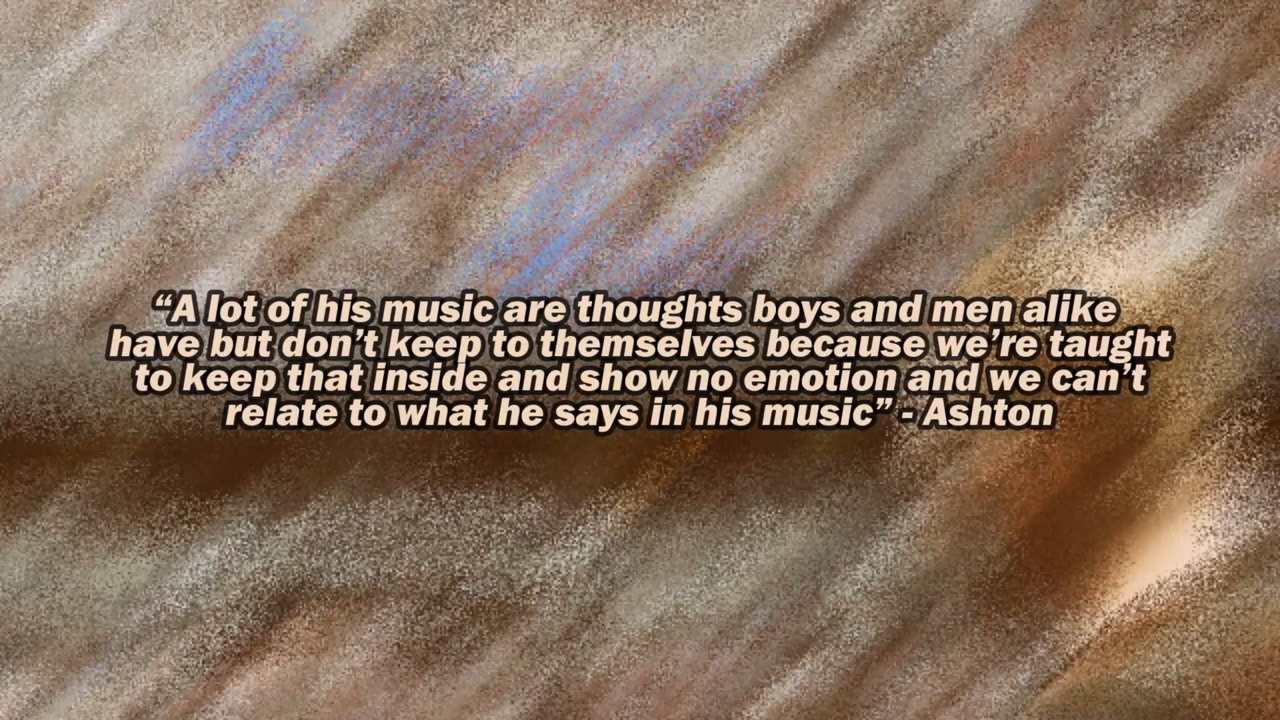 “A lot of his music are thoughts boys and men alike
have but don’t keep to themselves because we’re taught
to keep that inside and show no emotion and we can’t
relate to what he says in his music” - Ashton